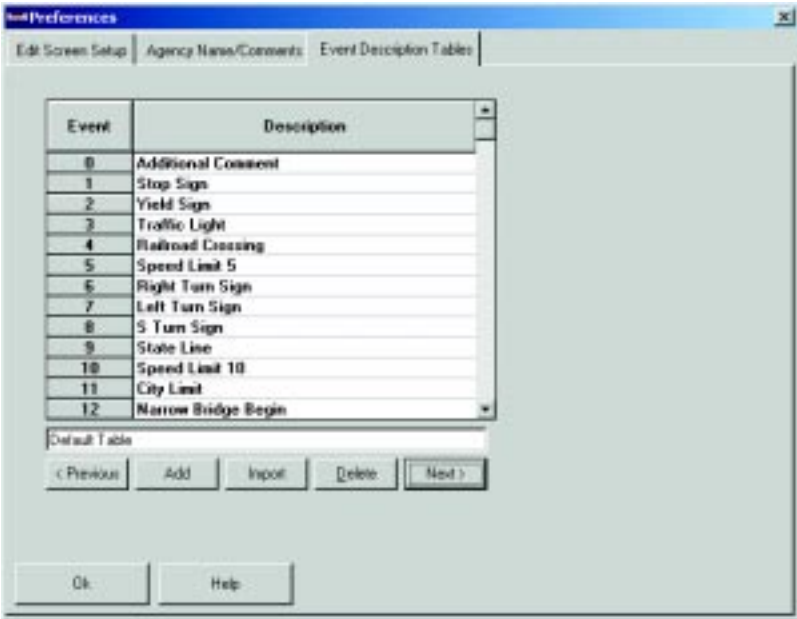 Preferences
Edit Screen Setup Agency Name/Comments Event Description Tables
Event Description
0 Additional Comment
1 Stop Sign
2 Yield Sign
3 Traffic Light
4 Railroad Crossing
5 Speed Limit 5
6 Right Turn Sign
7 Left Turn Sign
8 S Turn Sign
9 State Line
10 Speed Limit 10
11 City Limit
12 Narrow Bridge Begin
Default Table
< Previous Add Import Delete Next >
Ok Help